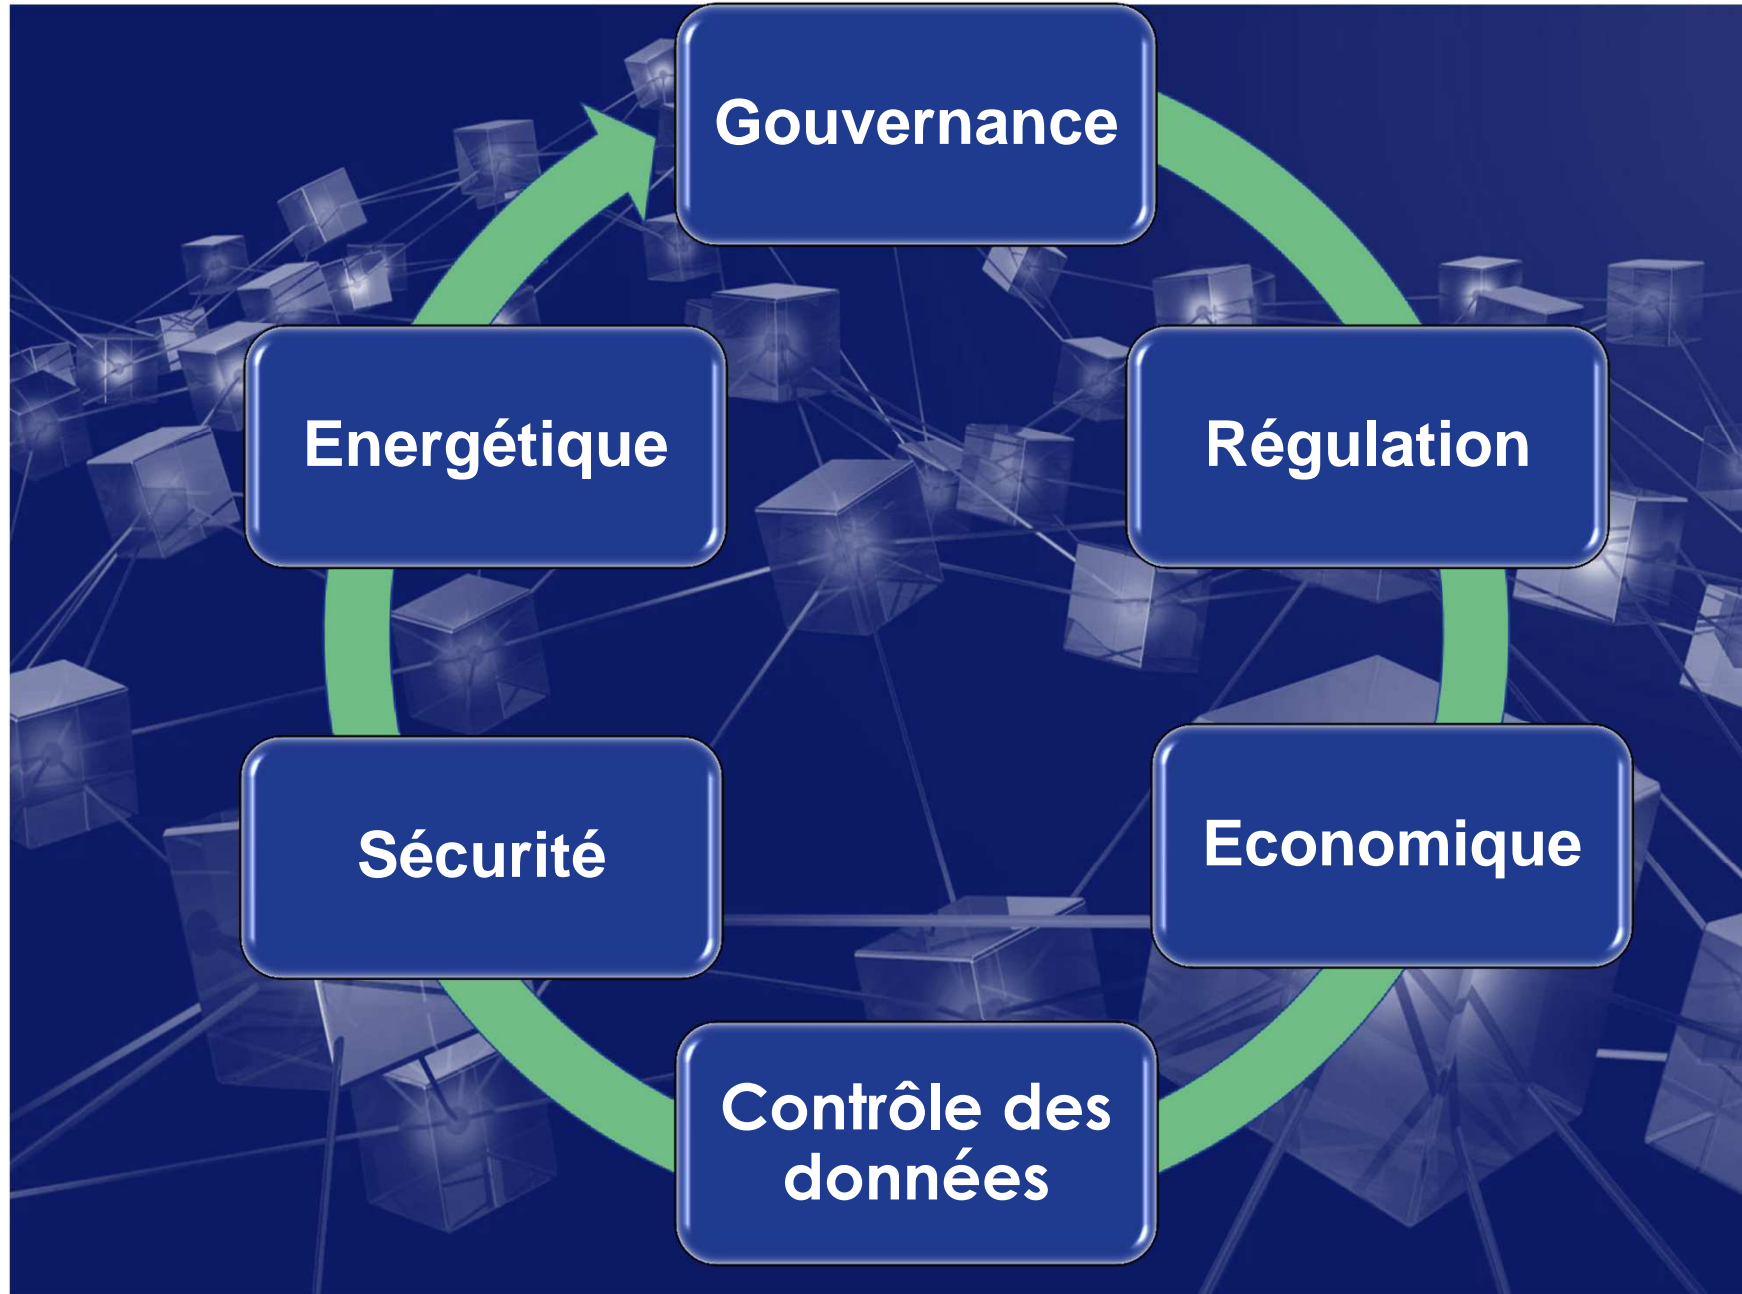 Gouvernance
Régulation
Economique
Contrôle des
données
Sécurité
Energétique